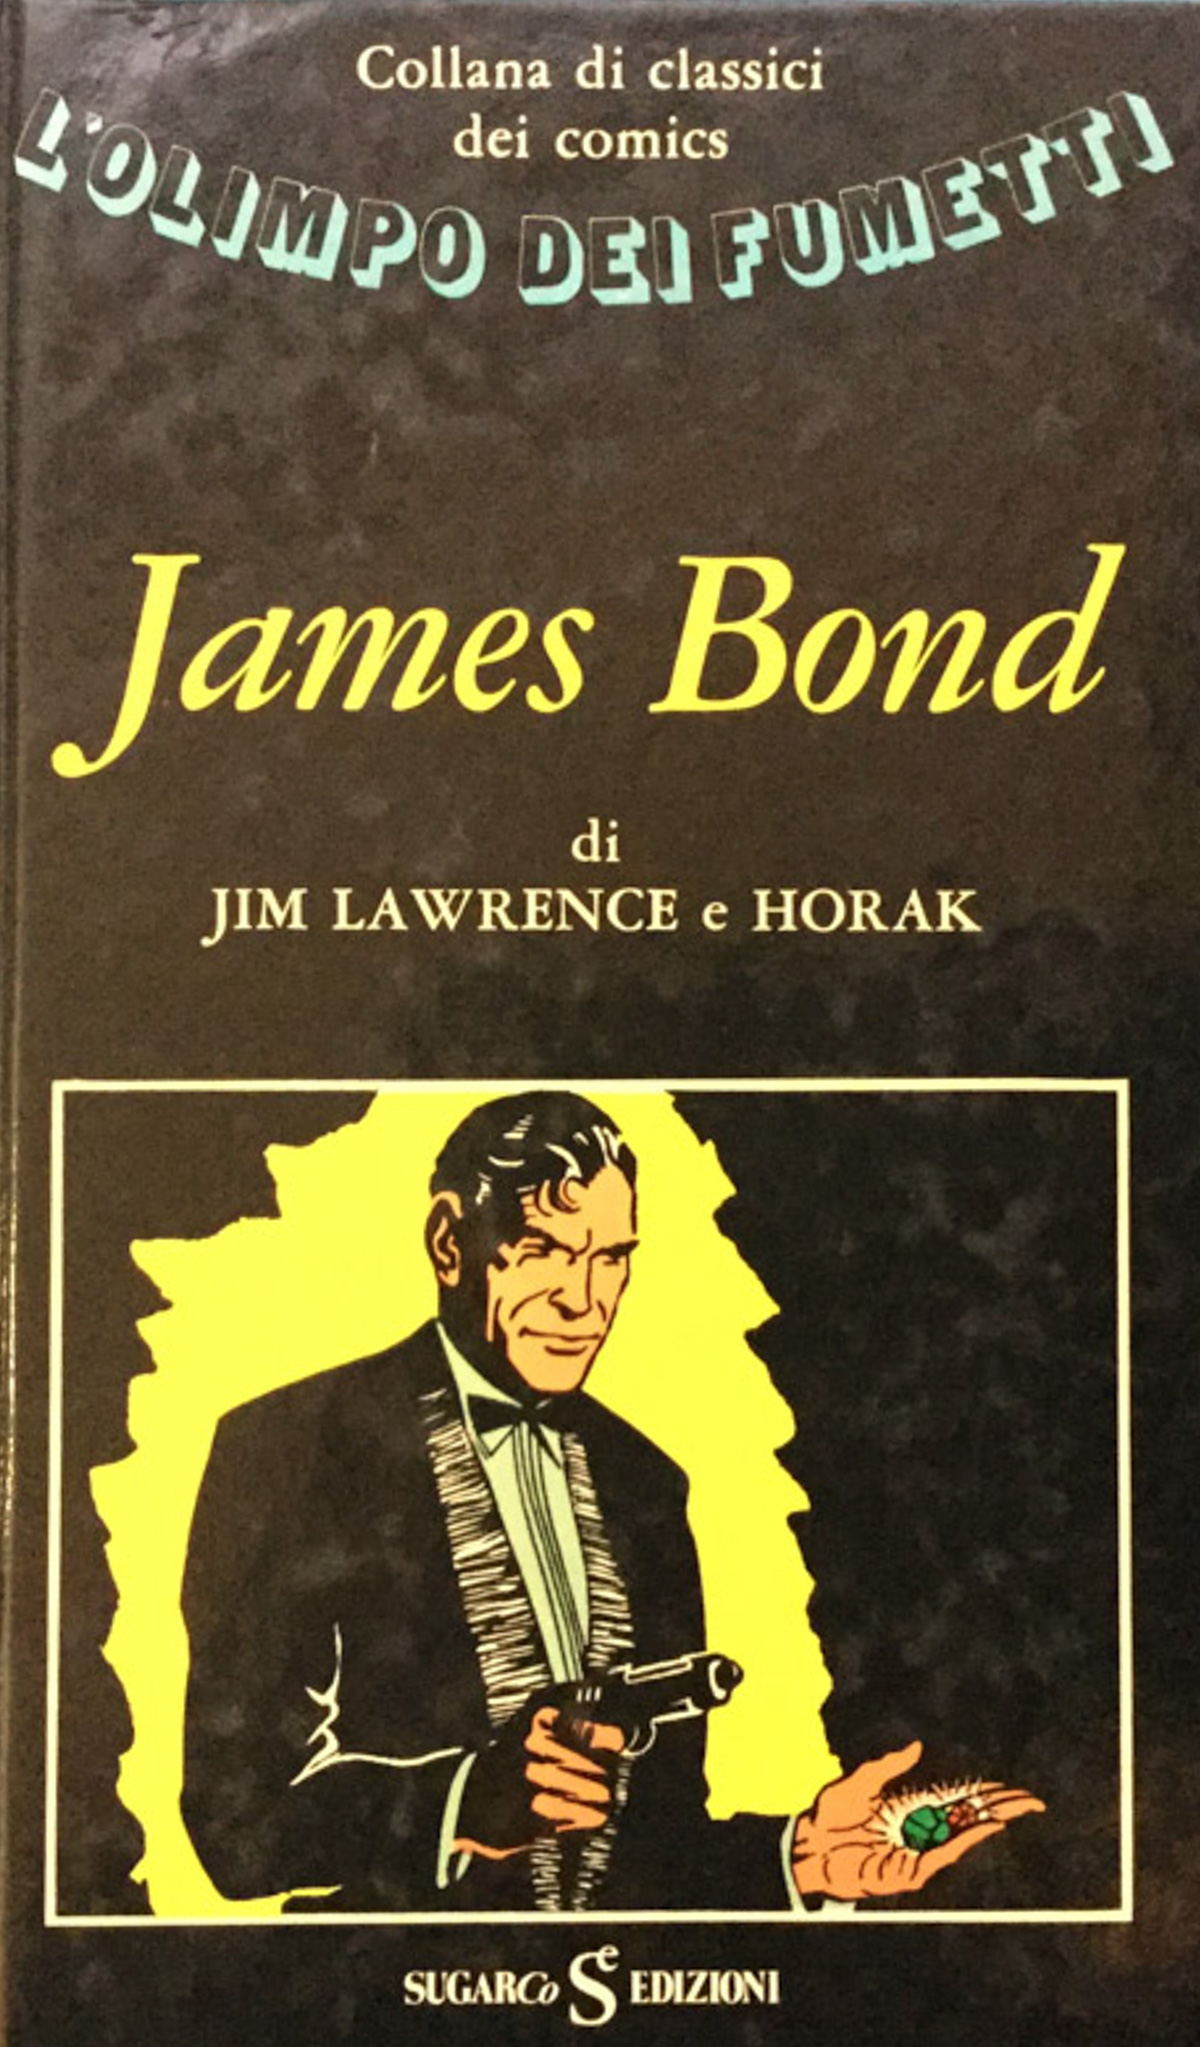 Collana di classici
dei comics
L'OLIMPO DEI FUMETTI
James Bond
di
JIM LAWRENCE e HORAK
SUGARCo Se EDIZIONI